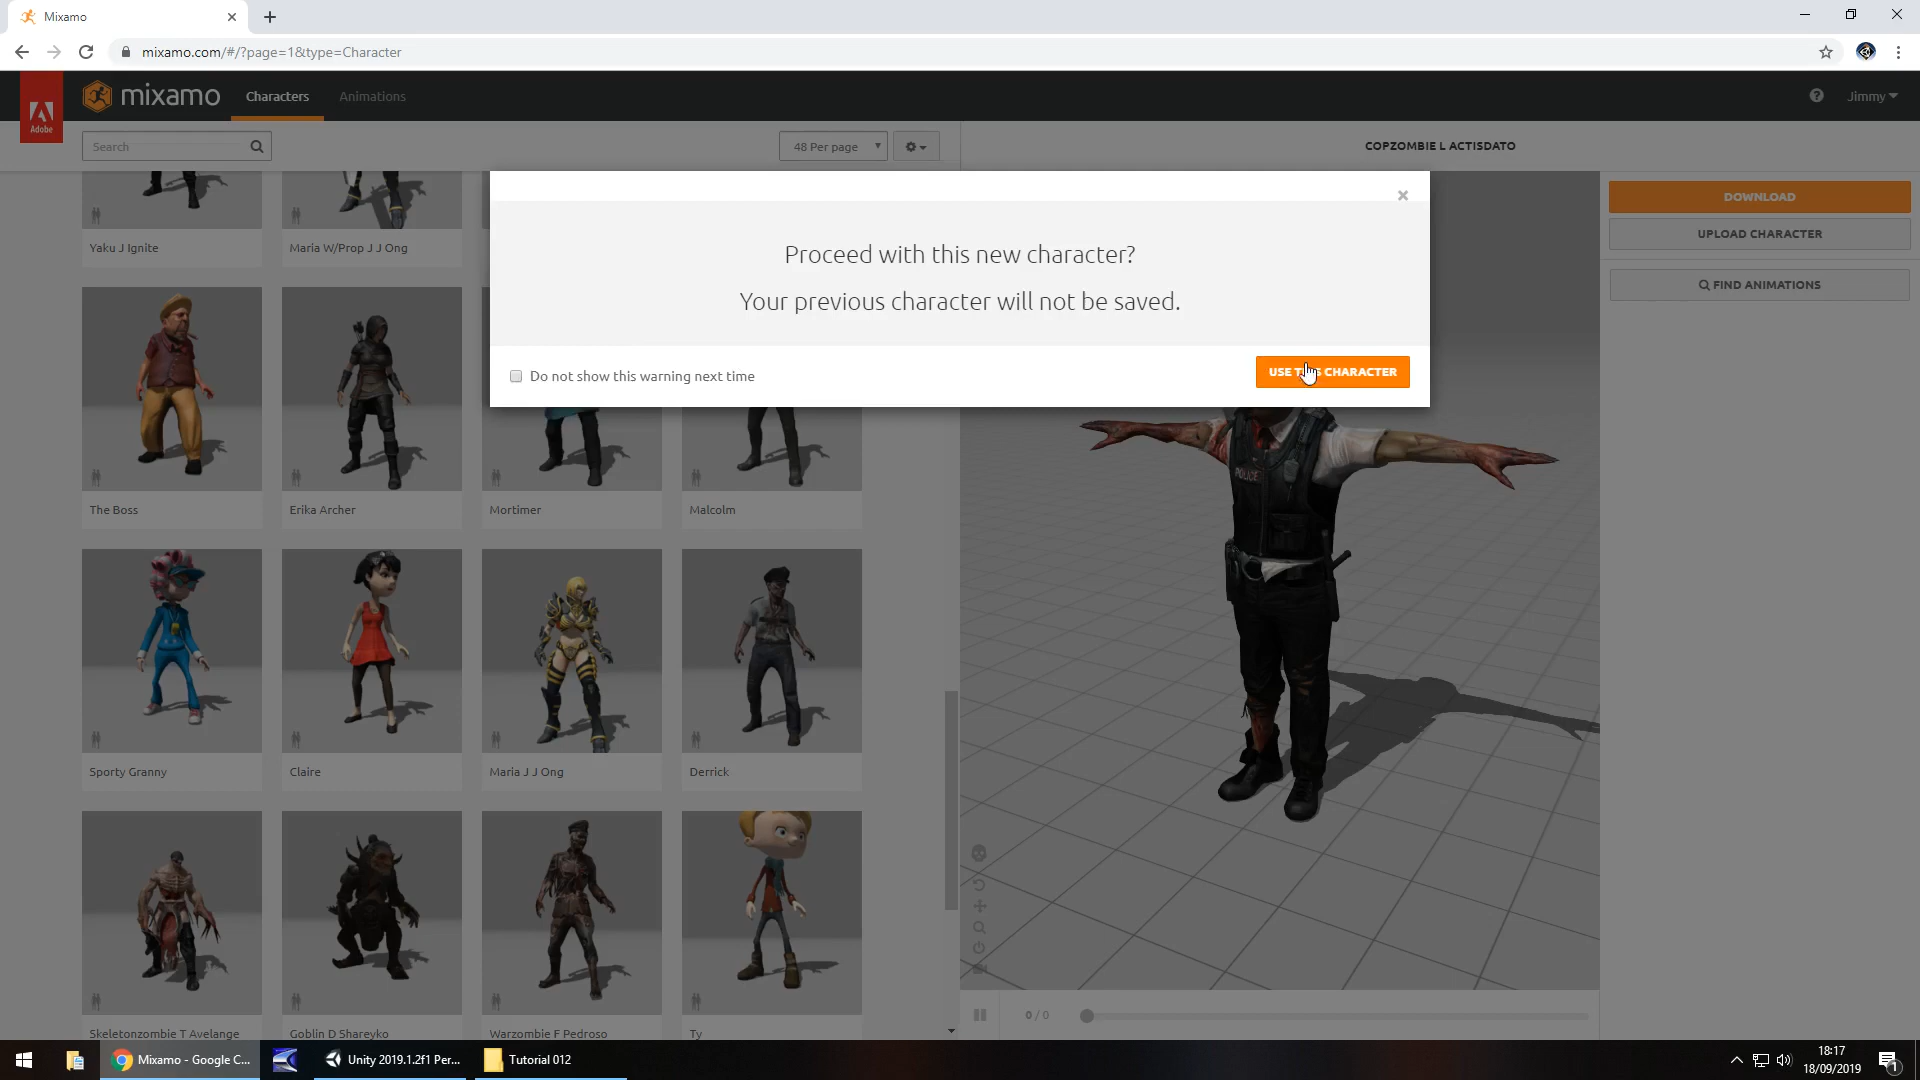 Mixamo
mixamo.com/#/?page=1&type=Character
Adobe
mixamo
Characters
Animations
Jimmy
Search
48 Per page
COPZOMBIE L ACTISDATO
Proceed with this new character?
Your previous character will not be saved.
Do not show this warning next time
USE THIS CHARACTER
DOWNLOAD
UPLOAD CHARACTER
FIND ANIMATIONS
Yaku J Ignite
Maria W/Prop J J Ong
The Boss
Erika Archer
Mortimer
Malcolm
POLICE
Sporty Granny
Claire
Maria J J Ong
Derrick
Skeletonzombie T Avelange
Goblin D Shareyko
Warzombie F Pedroso
Ty
0 / 0
Mixamo - Google C...
Unity 2019.1.2f1 Per...
Tutorial 012
18:17
18/09/2019
1